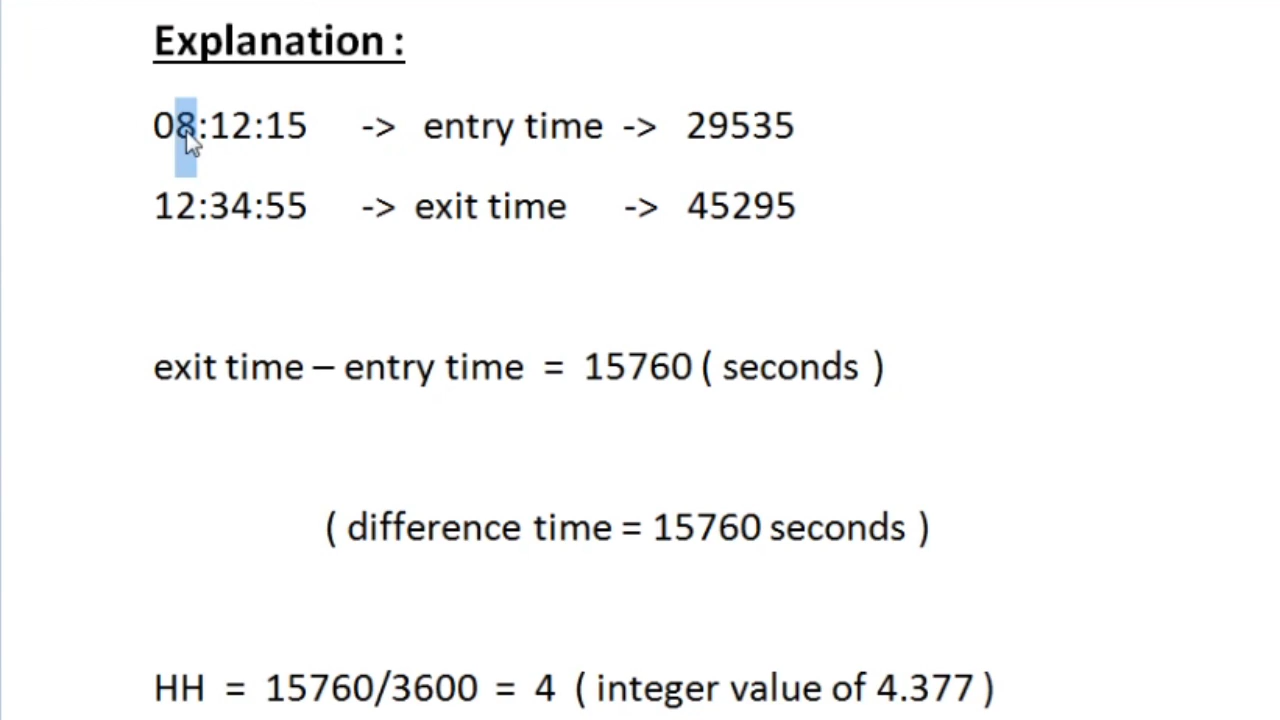 Explanation :
08:12:15 -> entry time -> 29535
12:34:55 -> exit time -> 45295
exit time – entry time = 15760 ( seconds )
( difference time = 15760 seconds )
HH = 15760/3600 = 4 ( integer value of 4.377 )